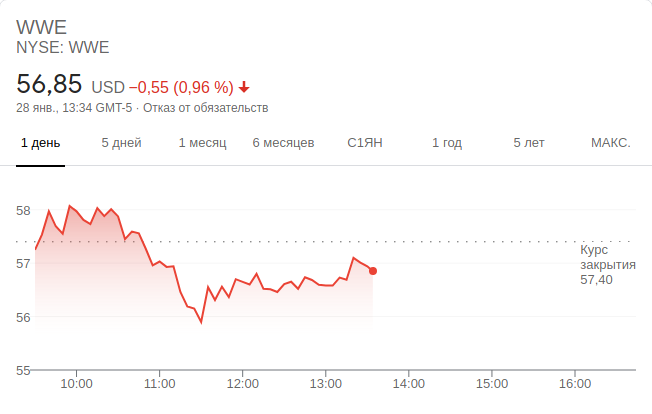 WWE
NYSE: WWE
56,85 USD −0,55 (0,96 %)
28 янв., 13:34 GMT-5 · Отказ от обязательств
1 день 5 дней 1 месяц 6 месяцев С1ЯН 1 год 5 лет МАКС.
58
57
56
55
Курс
закрытия
57,40
10:00 11:00 12:00 13:00 14:00 15:00 16:00